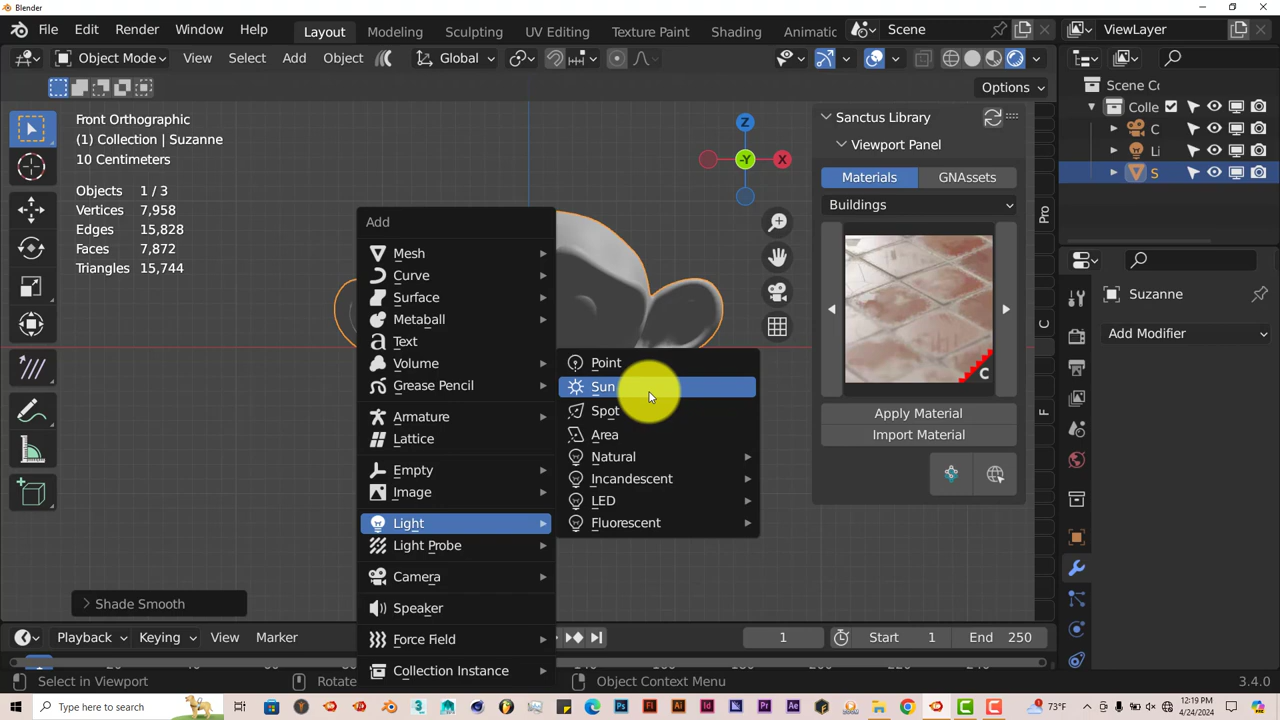 Blender
File Edit Render Window Help Layout Modeling Sculpting UV Editing Texture Paint Shading Animation Scene ViewLayer
Object Mode View Select Add Object Global
Options
Front Orthographic
(1) Collection | Suzanne
10 Centimeters
Objects 1 / 3
Vertices 7,958
Edges 15,828
Faces 7,872
Triangles 15,744
Z
-Y X
Add
Mesh
Curve
Surface
Metaball
Text
Volume
Grease Pencil
Armature
Lattice
Empty
Image
Light
Light Probe
Camera
Speaker
Force Field
Collection Instance
Point
Sun
Spot
Area
Natural
Incandescent
LED
Fluorescent
Sanctus Library
Viewport Panel
Materials GNAssets
Buildings
C
Apply Material
Import Material
Pro
C
F
Scene Co
Colle
C
Li
S
Suzanne
Add Modifier
Shade Smooth
Playback Keying View Marker 1 Start 1 End 250
Select in Viewport Rotate Object Context Menu 3.4.0
Type here to search 73°F 12:19 PM
4/24/2024